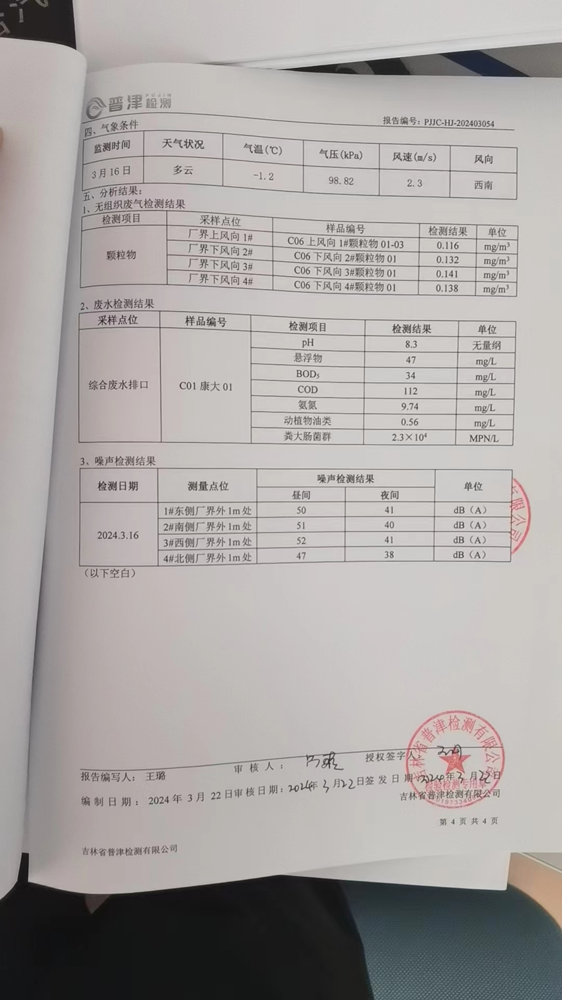 普津检测
PUJIN
报告编号: PJJC-HJ-202403054
四、气象条件
监测时间 天气状况 气温(℃) 气压(kPa) 风速(m/s) 风向
3月16日 多云 -1.2 98.82 2.3 西南
五、分析结果:
1、无组织废气检测结果
检测项目 采样点位 样品编号 检测结果 单位
颗粒物 厂界上风向 1# C06 上风向 1#颗粒物 01-03 0.116 mg/m³
厂界下风向 2# C06 下风向 2#颗粒物 01 0.132 mg/m³
厂界下风向 3# C06 下风向 3#颗粒物 01 0.141 mg/m³
厂界下风向 4# C06 下风向 4#颗粒物 01 0.138 mg/m³
2、废水检测结果
采样点位 样品编号 检测项目 检测结果 单位
综合废水排口 C01 康大 01 pH 8.3 无量纲
悬浮物 47 mg/L
BOD₅ 34 mg/L
COD 112 mg/L
氨氮 9.74 mg/L
动植物油类 0.56 mg/L
粪大肠菌群 2.3×10⁴ MPN/L
3、噪声检测结果
检测日期 测量点位 噪声检测结果 单位
昼间 夜间
2024.3.16 1#东侧厂界外 1m 处 50 41 dB（A）
2#南侧厂界外 1m 处 51 40 dB（A）
3#西侧厂界外 1m 处 52 41 dB（A）
4#北侧厂界外 1m 处 47 38 dB（A）
（以下空白）
有限公司
报告编写人: 王璐 审核人: 授权签字人:
编制日期: 2024 年 3 月 22 日 审核日期: 2024年3月22日 签发日期: 2024年3月22日
吉林省普津检测有限公司
吉林省普津检测有限公司
检验检测专用章
第 4 页 共 4 页
吉林省普津检测有限公司